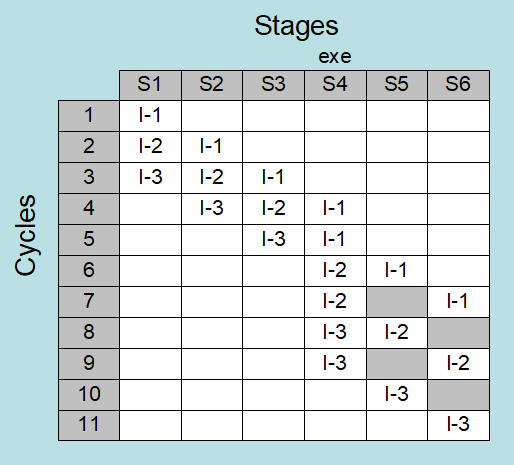 Stages
exe
S1 S2 S3 S4 S5 S6
1 I-1
2 I-2 I-1
3 I-3 I-2 I-1
4 I-3 I-2 I-1
5 I-3 I-1
6 I-2 I-1
7 I-2 I-1
8 I-3 I-2
9 I-3 I-2
10 I-3
11 I-3
Cycles